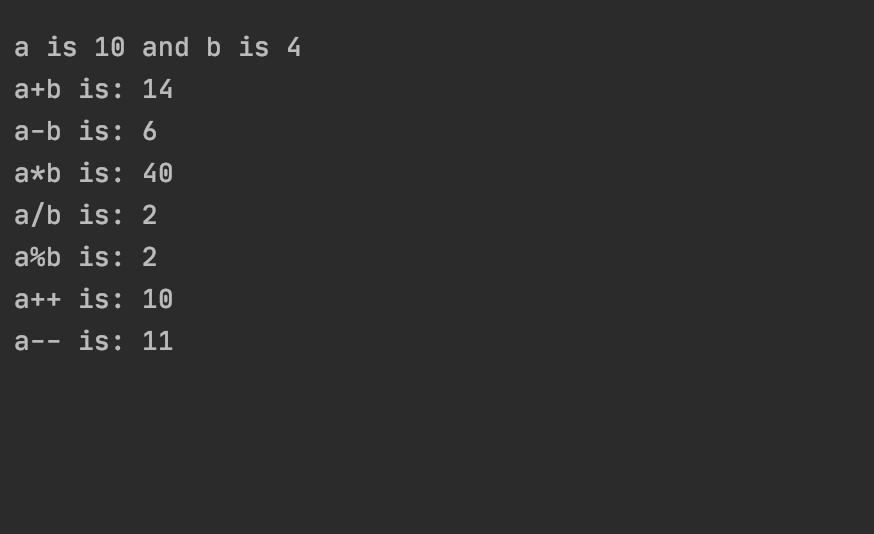 a is 10 and b is 4
a+b is: 14
a-b is: 6
a*b is: 40
a/b is: 2
a%b is: 2
a++ is: 10
a-- is: 11